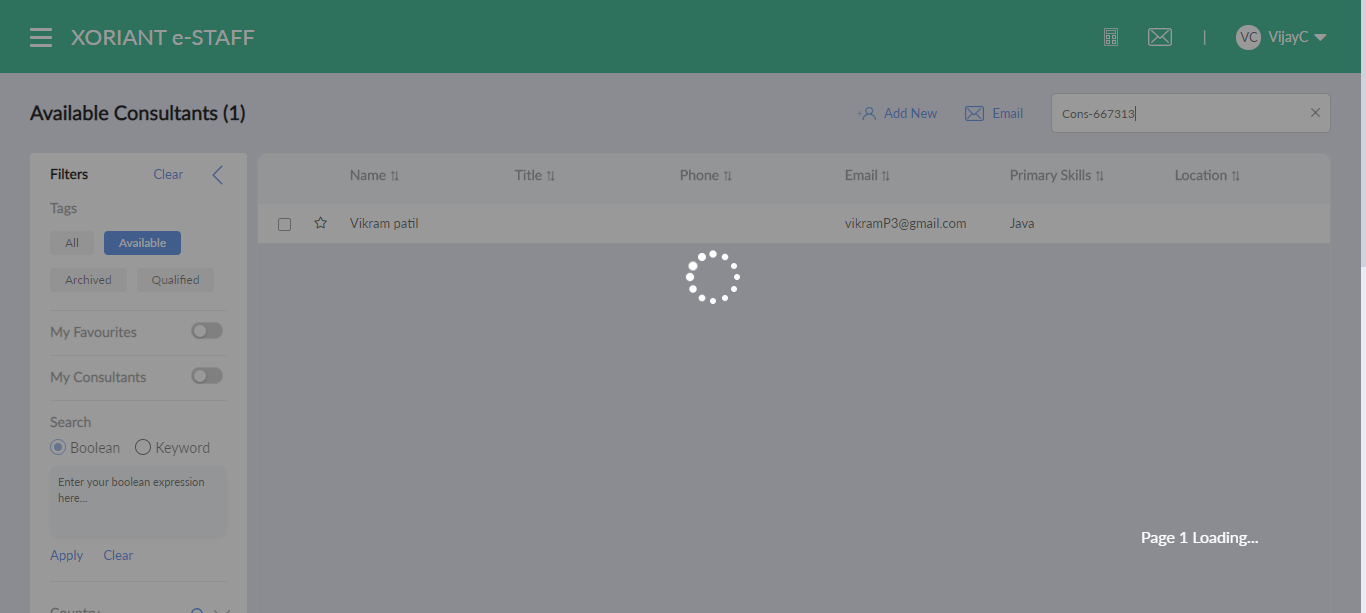 XORIANT e-STAFF
|
VC VijayC
Available Consultants (1)
Add New
Email
Cons-667313
Filters
Clear
Tags
All
Available
Archived
Qualified
My Favourites
My Consultants
Search
Boolean
Keyword
Enter your boolean expression
here...
Apply
Clear
Country
Name
Title
Phone
Email
Primary Skills
Location
Vikram patil
vikramP3@gmail.com
Java
Page 1 Loading...